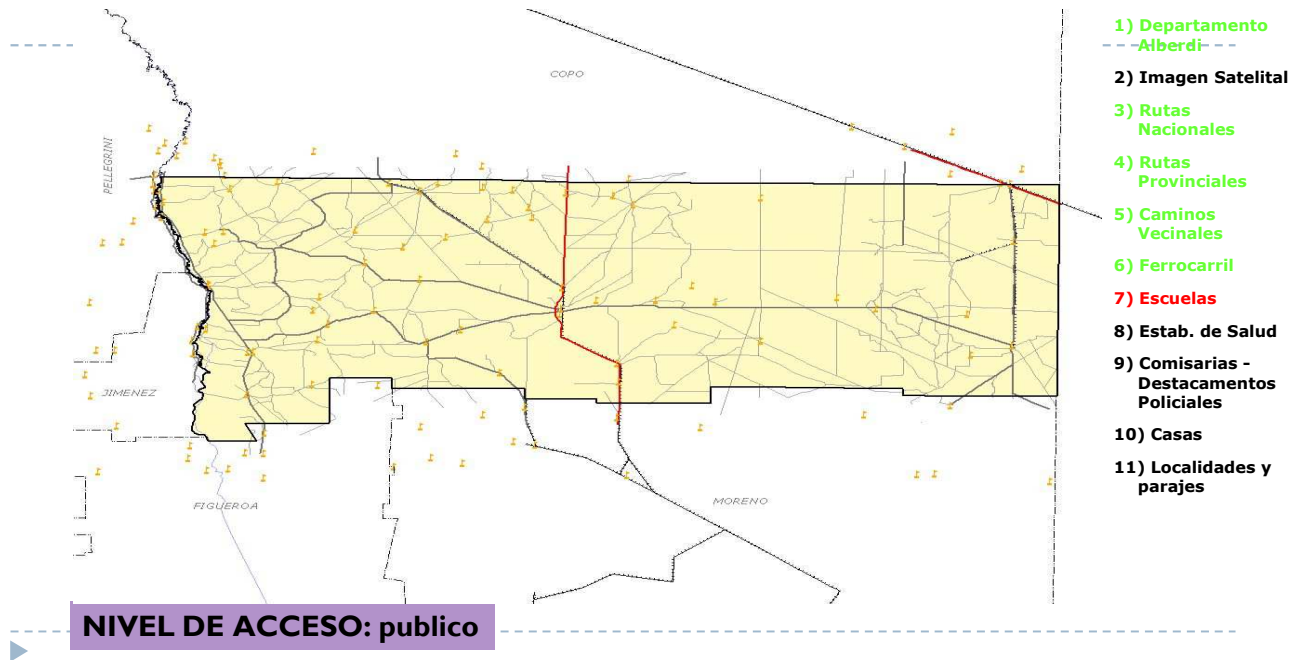 COPO
PELLEGRINI
JIMENEZ
FIGUEROA
MORENO
1) Departamento
Alberdi
2) Imagen Satelital
3) Rutas
Nacionales
4) Rutas
Provinciales
5) Caminos
Vecinales
6) Ferrocarril
7) Escuelas
8) Estab. de Salud
9) Comisarias -
Destacamentos
Policiales
10) Casas
11) Localidades y
parajes
NIVEL DE ACCESO: publico